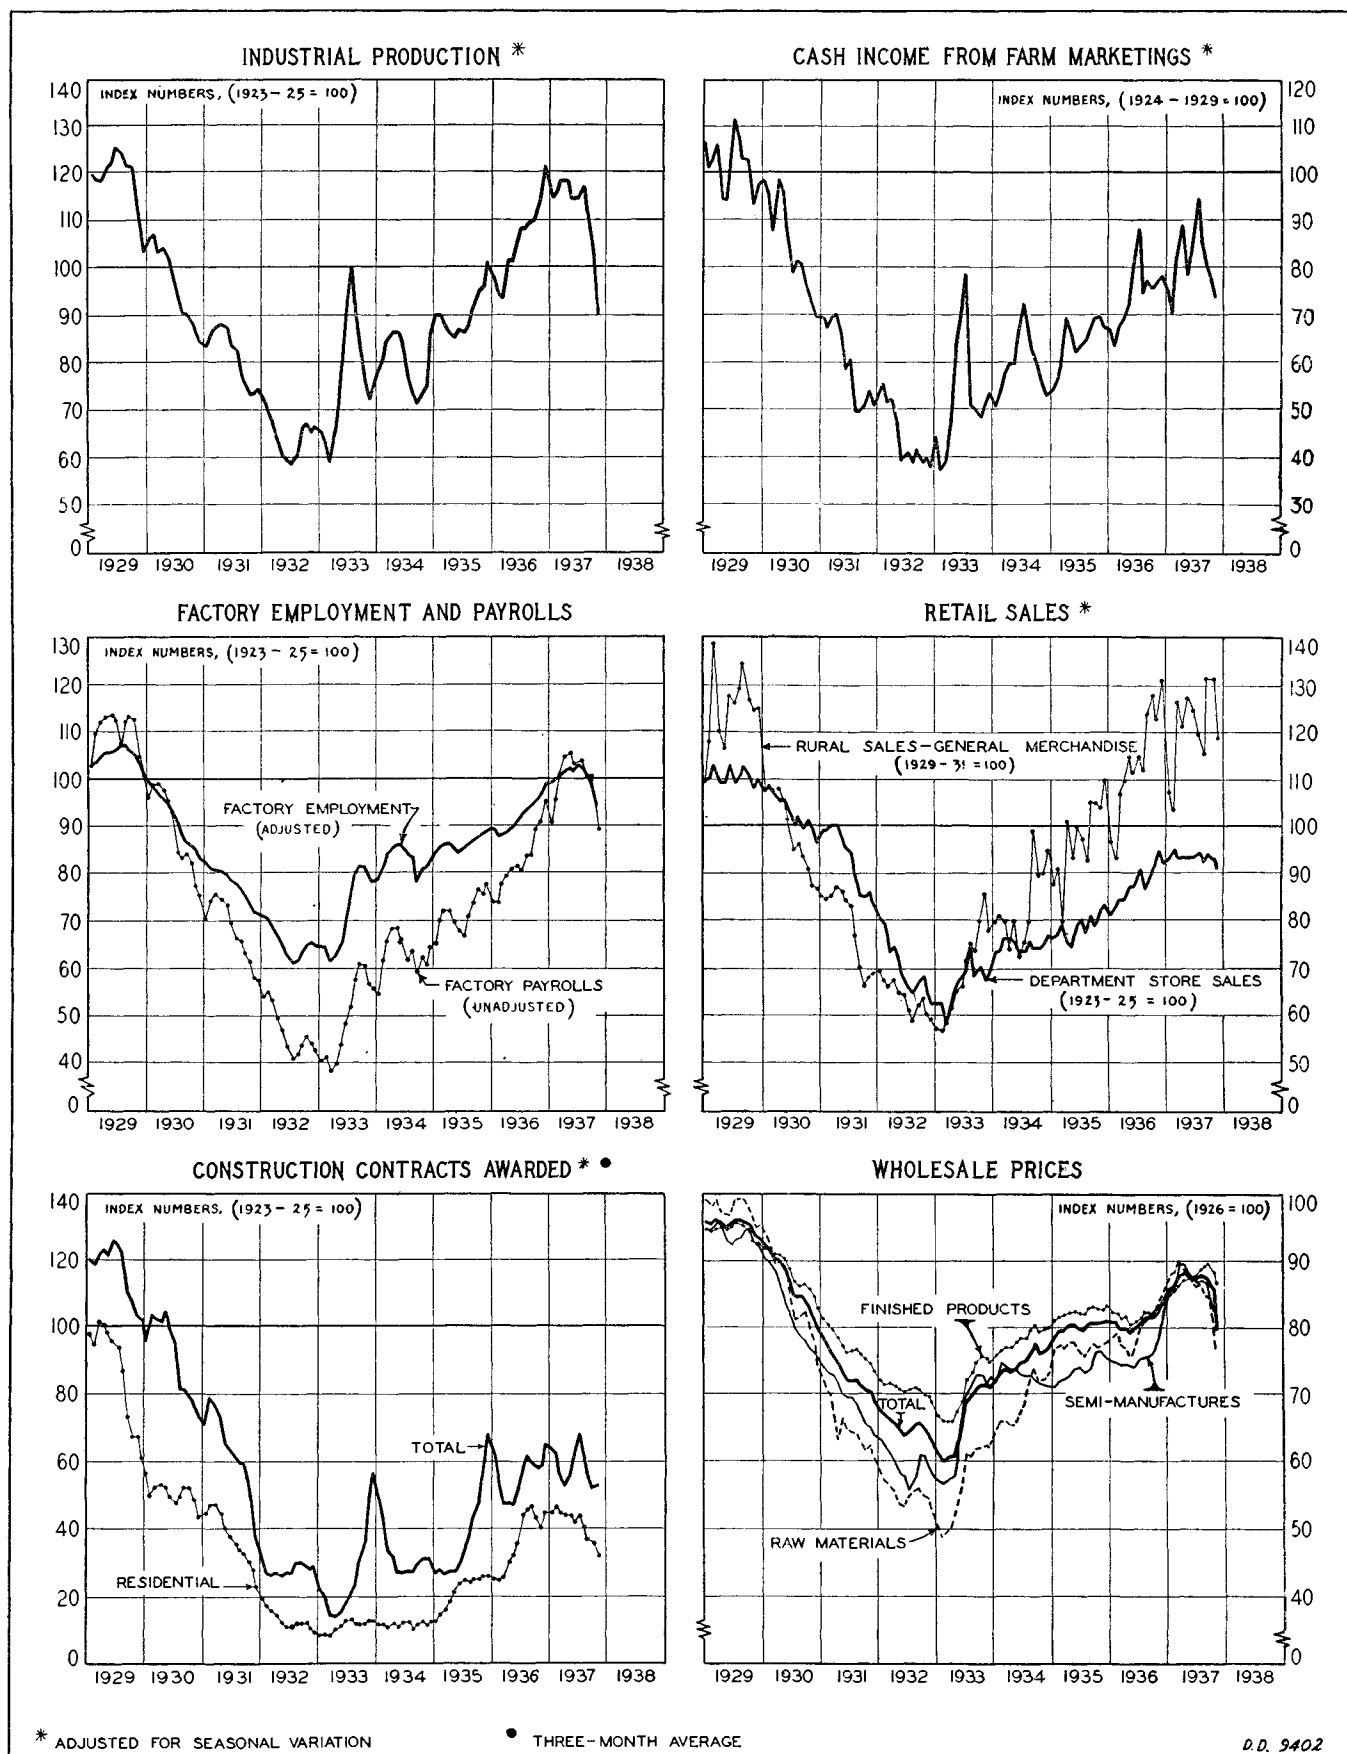 INDUSTRIAL PRODUCTION *
INDEX NUMBERS, (1923-25=100)
140
130
120
110
100
90
80
70
60
50
0
1929 1930 1931 1932 1933 1934 1935 1936 1937 1938
CASH INCOME FROM FARM MARKETINGS *
INDEX NUMBERS, (1924-1929=100)
120
110
100
90
80
70
60
50
40
30
0
1929 1930 1931 1932 1933 1934 1935 1936 1937 1938
FACTORY EMPLOYMENT AND PAYROLLS
INDEX NUMBERS, (1923-25=100)
130
120
110
100
90
80
70
60
50
40
0
FACTORY EMPLOYMENT
(ADJUSTED)
FACTORY PAYROLLS
(UNADJUSTED)
1929 1930 1931 1932 1933 1934 1935 1936 1937 1938
RETAIL SALES *
140
130
120
110
100
90
80
70
60
50
0
RURAL SALES-GENERAL MERCHANDISE
(1929-31=100)
DEPARTMENT STORE SALES
(1923-25=100)
1929 1930 1931 1932 1933 1934 1935 1936 1937 1938
CONSTRUCTION CONTRACTS AWARDED * ●
INDEX NUMBERS, (1923-25=100)
140
120
100
80
60
40
20
0
TOTAL
RESIDENTIAL
1929 1930 1931 1932 1933 1934 1935 1936 1937 1938
WHOLESALE PRICES
INDEX NUMBERS, (1926=100)
100
90
80
70
60
50
40
0
FINISHED PRODUCTS
TOTAL
SEMI-MANUFACTURES
RAW MATERIALS
1929 1930 1931 1932 1933 1934 1935 1936 1937 1938
* ADJUSTED FOR SEASONAL VARIATION
● THREE-MONTH AVERAGE
D.D. 9402